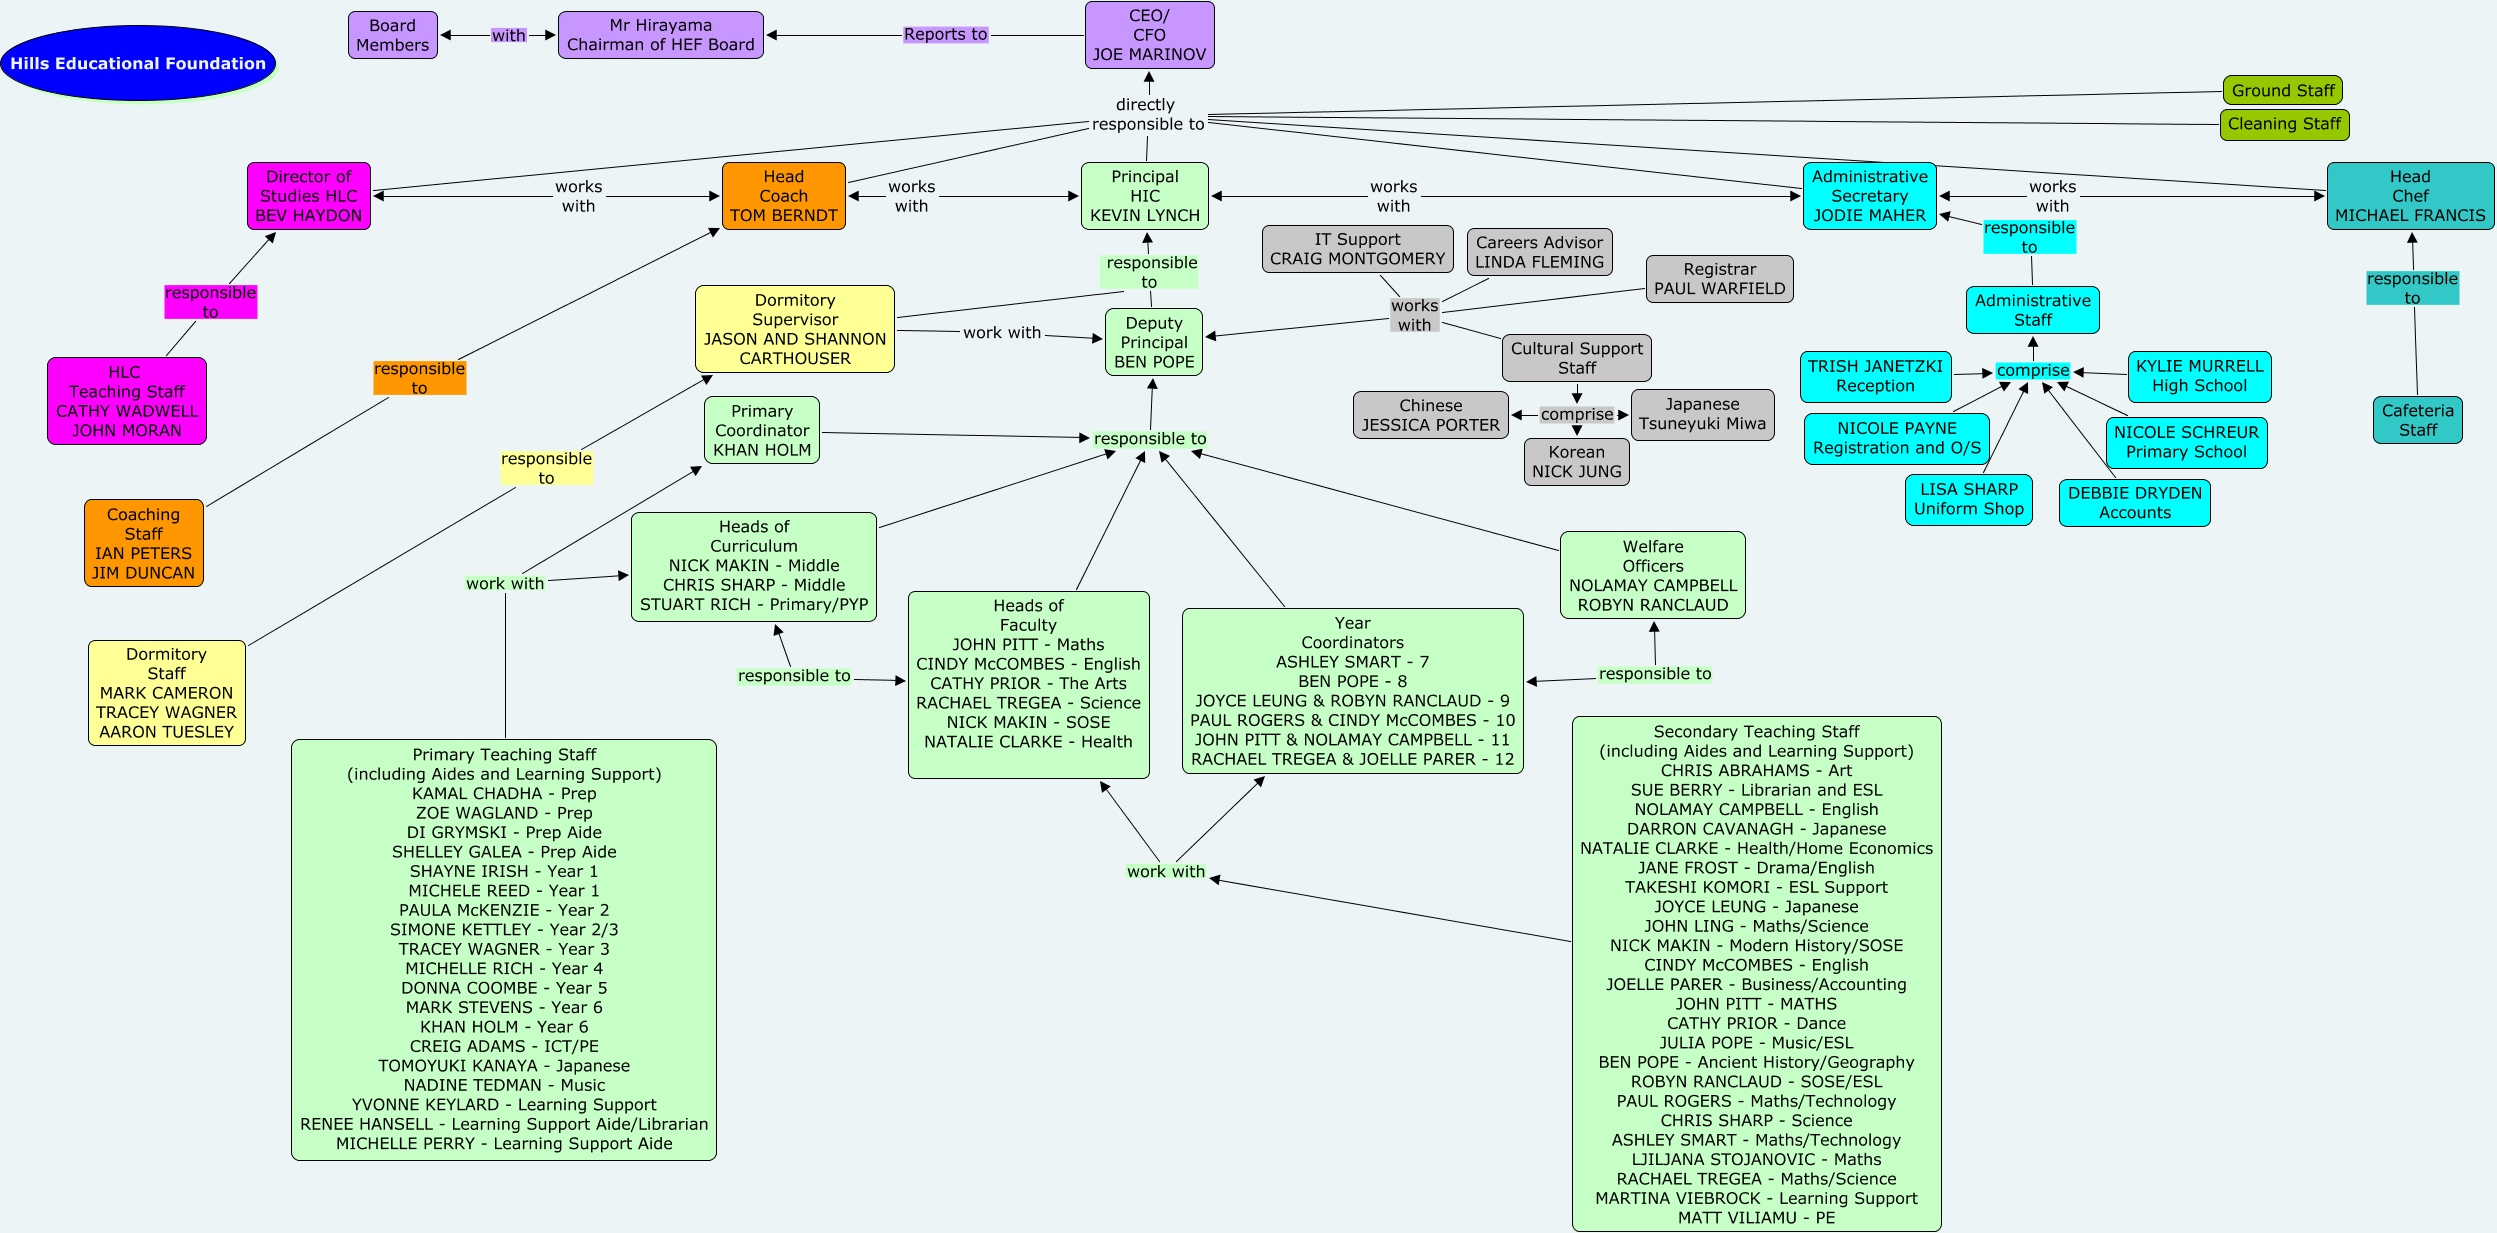 Hills Educational Foundation
Board
Members
with
Mr Hirayama
Chairman of HEF Board
Reports to
CEO/
CFO
JOE MARINOV
directly
responsible to
Ground Staff
Cleaning Staff
Director of
Studies HLC
BEV HAYDON
works
with
Head
Coach
TOM BERNDT
works
with
Principal
HIC
KEVIN LYNCH
works
with
Administrative
Secretary
JODIE MAHER
works
with
Head
Chef
MICHAEL FRANCIS
responsible
to
HLC
Teaching Staff
CATHY WADWELL
JOHN MORAN
responsible
to
Coaching
Staff
IAN PETERS
JIM DUNCAN
responsible
to
Dormitory
Staff
MARK CAMERON
TRACEY WAGNER
AARON TUESLEY
Dormitory
Supervisor
JASON AND SHANNON
CARTHOUSER
work with
responsible
to
Deputy
Principal
BEN POPE
IT Support
CRAIG MONTGOMERY
Careers Advisor
LINDA FLEMING
Registrar
PAUL WARFIELD
works
with
Cultural Support
Staff
comprise
Chinese
JESSICA PORTER
Japanese
Tsuneyuki Miwa
Korean
NICK JUNG
responsible
to
Administrative
Staff
comprise
TRISH JANETZKI
Reception
KYLIE MURRELL
High School
NICOLE PAYNE
Registration and O/S
NICOLE SCHREUR
Primary School
LISA SHARP
Uniform Shop
DEBBIE DRYDEN
Accounts
responsible
to
Cafeteria
Staff
Primary
Coordinator
KHAN HOLM
responsible to
work with
Heads of
Curriculum
NICK MAKIN - Middle
CHRIS SHARP - Middle
STUART RICH - Primary/PYP
responsible to
Heads of
Faculty
JOHN PITT - Maths
CINDY McCOMBES - English
CATHY PRIOR - The Arts
RACHAEL TREGEA - Science
NICK MAKIN - SOSE
NATALIE CLARKE - Health
Year
Coordinators
ASHLEY SMART - 7
BEN POPE - 8
JOYCE LEUNG & ROBYN RANCLAUD - 9
PAUL ROGERS & CINDY McCOMBES - 10
JOHN PITT & NOLAMAY CAMPBELL - 11
RACHAEL TREGEA & JOELLE PARER - 12
Welfare
Officers
NOLAMAY CAMPBELL
ROBYN RANCLAUD
responsible to
work with
Primary Teaching Staff
(including Aides and Learning Support)
KAMAL CHADHA - Prep
ZOE WAGLAND - Prep
DI GRYMSKI - Prep Aide
SHELLEY GALEA - Prep Aide
SHAYNE IRISH - Year 1
MICHELE REED - Year 1
PAULA McKENZIE - Year 2
SIMONE KETTLEY - Year 2/3
TRACEY WAGNER - Year 3
MICHELLE RICH - Year 4
DONNA COOMBE - Year 5
MARK STEVENS - Year 6
KHAN HOLM - Year 6
CREIG ADAMS - ICT/PE
TOMOYUKI KANAYA - Japanese
NADINE TEDMAN - Music
YVONNE KEYLARD - Learning Support
RENEE HANSELL - Learning Support Aide/Librarian
MICHELLE PERRY - Learning Support Aide
Secondary Teaching Staff
(including Aides and Learning Support)
CHRIS ABRAHAMS - Art
SUE BERRY - Librarian and ESL
NOLAMAY CAMPBELL - English
DARRON CAVANAGH - Japanese
NATALIE CLARKE - Health/Home Economics
JANE FROST - Drama/English
TAKESHI KOMORI - ESL Support
JOYCE LEUNG - Japanese
JOHN LING - Maths/Science
NICK MAKIN - Modern History/SOSE
CINDY McCOMBES - English
JOELLE PARER - Business/Accounting
JOHN PITT - MATHS
CATHY PRIOR - Dance
JULIA POPE - Music/ESL
BEN POPE - Ancient History/Geography
ROBYN RANCLAUD - SOSE/ESL
PAUL ROGERS - Maths/Technology
CHRIS SHARP - Science
ASHLEY SMART - Maths/Technology
LJILJANA STOJANOVIC - Maths
RACHAEL TREGEA - Maths/Science
MARTINA VIEBROCK - Learning Support
MATT VILIAMU - PE